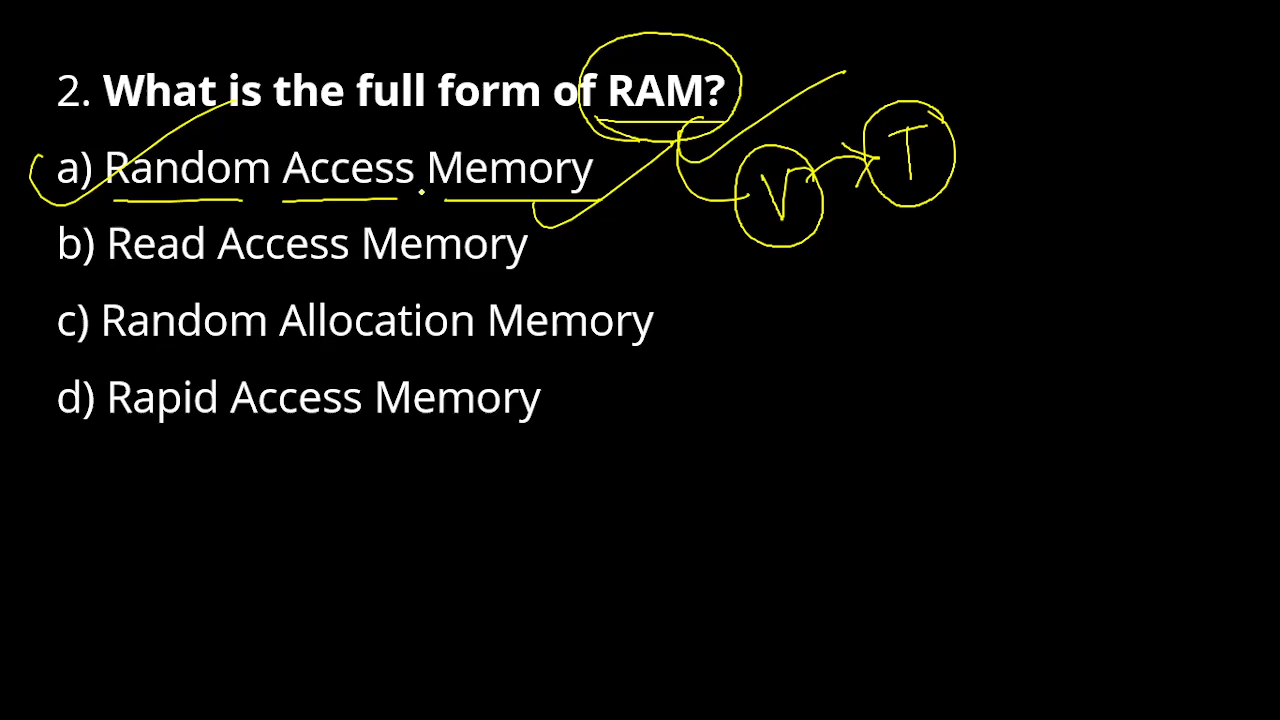 2. What is the full form of RAM?
a) Random Access Memory
V T
b) Read Access Memory
c) Random Allocation Memory
d) Rapid Access Memory